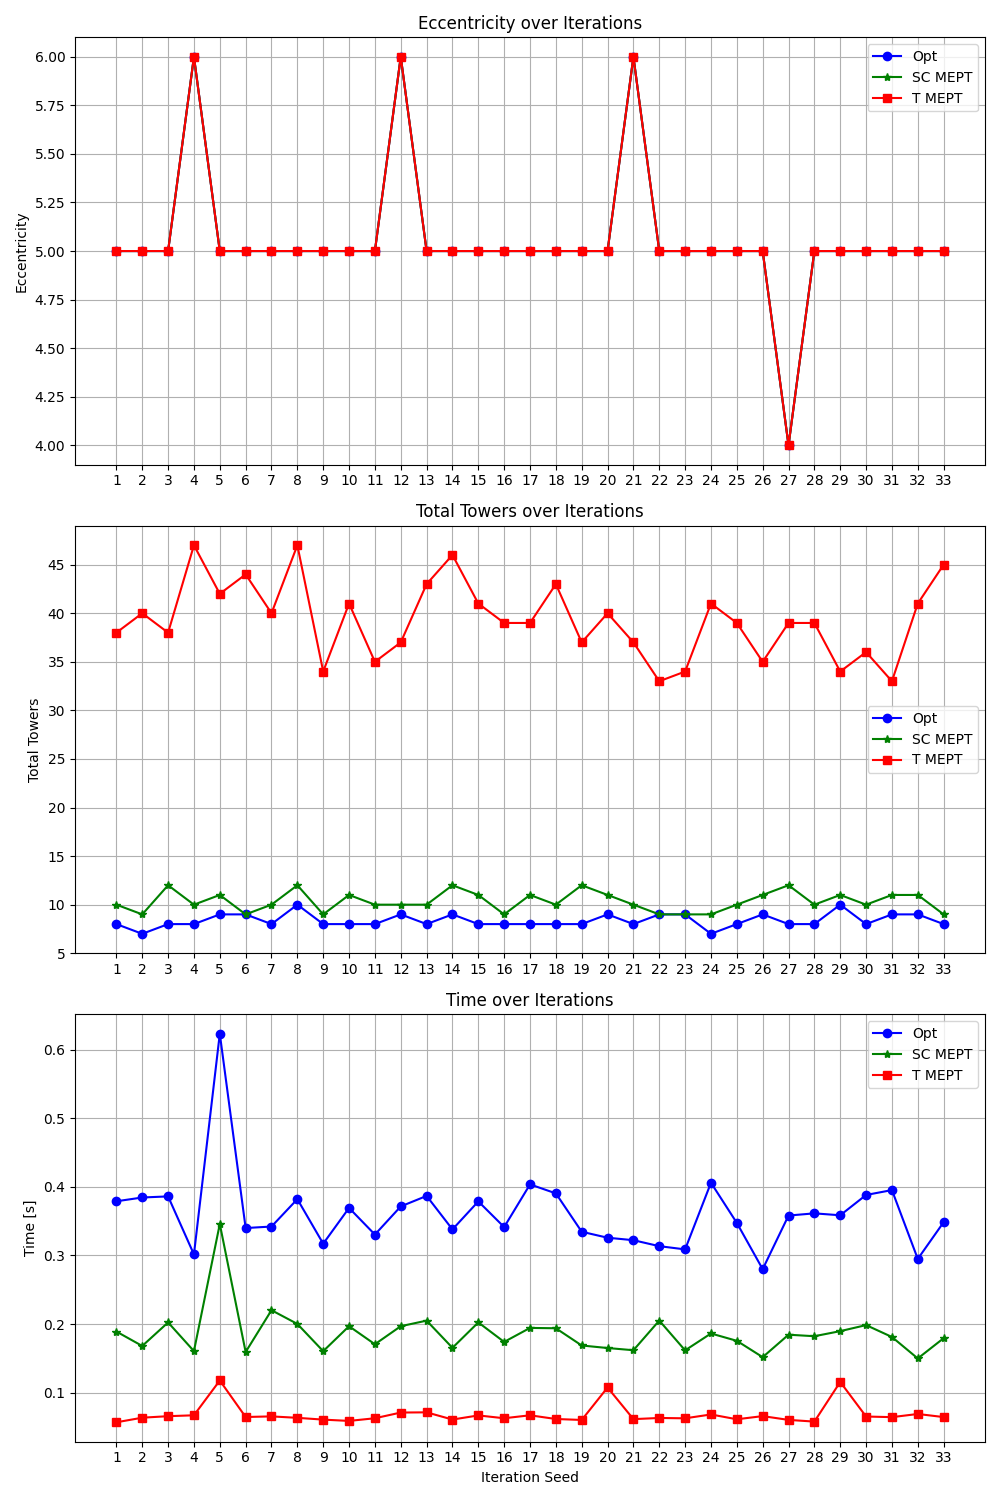 Eccentricity over Iterations
Eccentricity
6.00
5.75
5.50
5.25
5.00
4.75
4.50
4.25
4.00
Opt
SC MEPT
T MEPT
1 2 3 4 5 6 7 8 9 10 11 12 13 14 15 16 17 18 19 20 21 22 23 24 25 26 27 28 29 30 31 32 33
Total Towers over Iterations
Total Towers
45
40
35
30
25
20
15
10
5
Opt
SC MEPT
T MEPT
1 2 3 4 5 6 7 8 9 10 11 12 13 14 15 16 17 18 19 20 21 22 23 24 25 26 27 28 29 30 31 32 33
Time over Iterations
Time [s]
0.6
0.5
0.4
0.3
0.2
0.1
Opt
SC MEPT
T MEPT
1 2 3 4 5 6 7 8 9 10 11 12 13 14 15 16 17 18 19 20 21 22 23 24 25 26 27 28 29 30 31 32 33
Iteration Seed